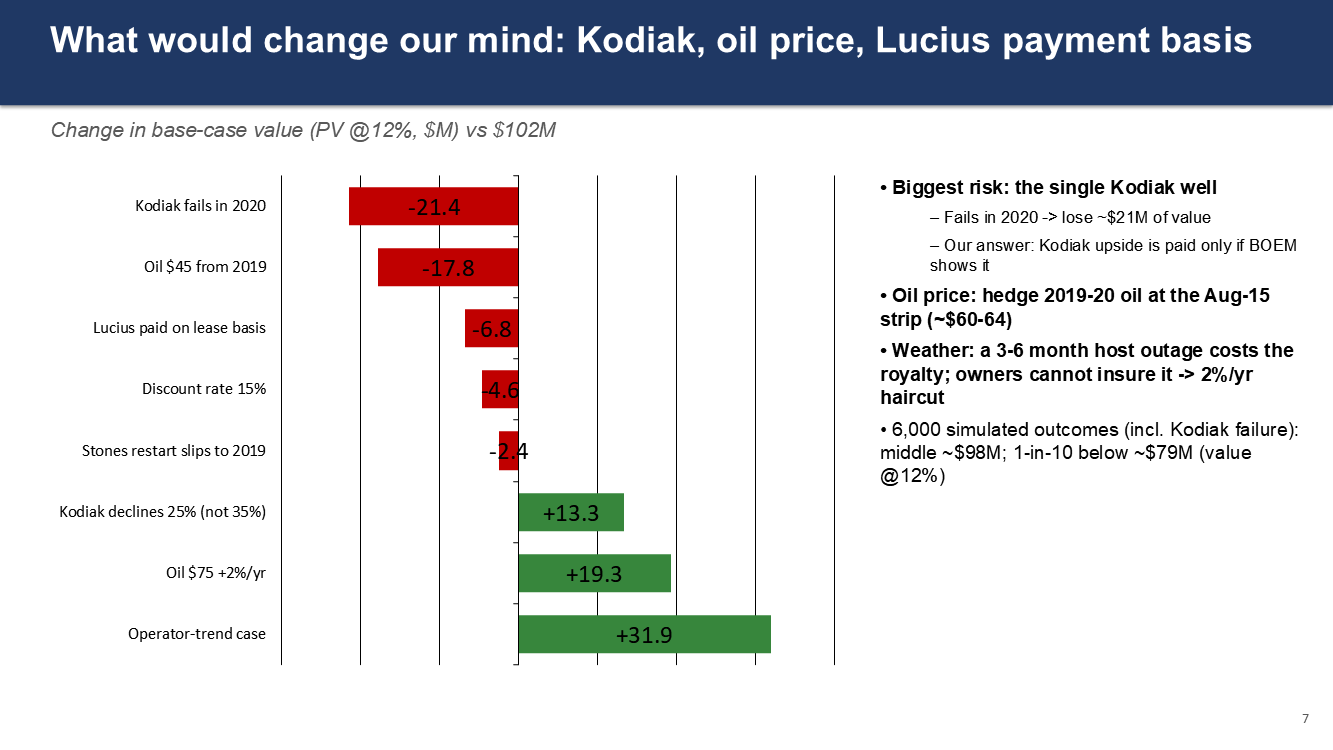 What would change our mind: Kodiak, oil price, Lucius payment basis
Change in base-case value (PV @12%, $M) vs $102M
Kodiak fails in 2020
-21.4
Oil $45 from 2019
-17.8
Lucius paid on lease basis
-6.8
Discount rate 15%
-4.6
Stones restart slips to 2019
-2.4
Kodiak declines 25% (not 35%)
+13.3
Oil $75 +2%/yr
+19.3
Operator-trend case
+31.9
• Biggest risk: the single Kodiak well
– Fails in 2020 -> lose ~$21M of value
– Our answer: Kodiak upside is paid only if BOEM
shows it
• Oil price: hedge 2019-20 oil at the Aug-15
strip (~$60-64)
• Weather: a 3-6 month host outage costs the
royalty; owners cannot insure it -> 2%/yr
haircut
• 6,000 simulated outcomes (incl. Kodiak failure):
middle ~$98M; 1-in-10 below ~$79M (value
@12%)
7